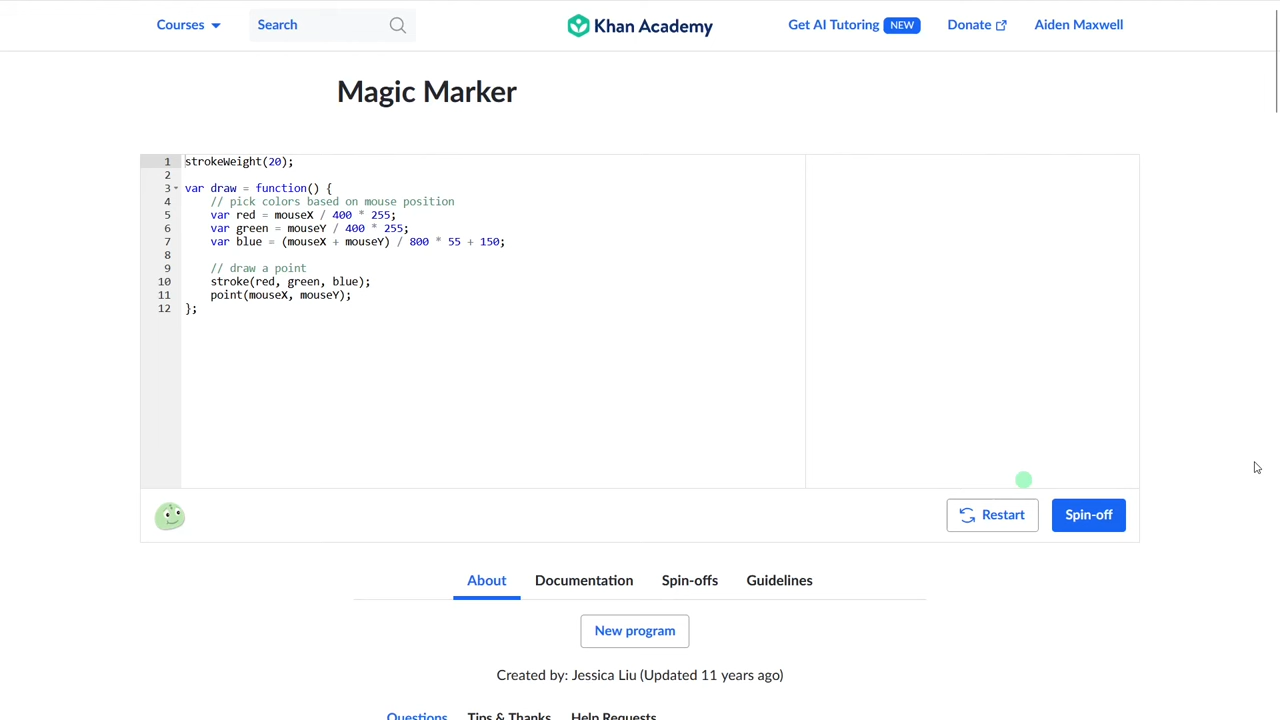 Courses Search Khan Academy Get AI Tutoring NEW Donate Aiden Maxwell
Magic Marker
1 strokeWeight(20);
2
3 var draw = function() {
4 // pick colors based on mouse position
5 var red = mouseX / 400 * 255;
6 var green = mouseY / 400 * 255;
7 var blue = (mouseX + mouseY) / 800 * 55 + 150;
8
9 // draw a point
10 stroke(red, green, blue);
11 point(mouseX, mouseY);
12 };
Restart Spin-off
About Documentation Spin-offs Guidelines
New program
Created by: Jessica Liu (Updated 11 years ago)
Questions Tips & Thanks Help Requests